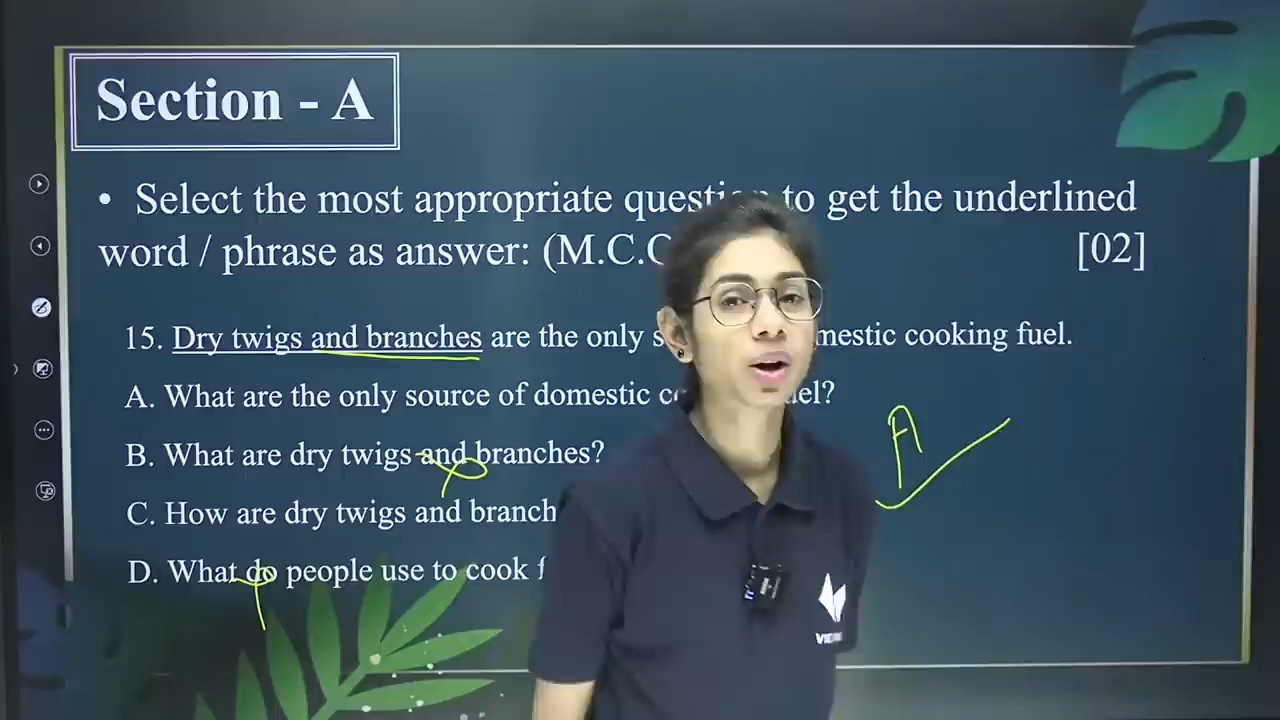 Section - A
• Select the most appropriate question to get the underlined
word / phrase as answer: (M.C.Q [02]
15. Dry twigs and branches are the only mestic cooking fuel.
A. What are the only source of domestic fuel?
B. What are dry twigs and branches?
C. How are dry twigs and branch
D. What do people use to cook
A